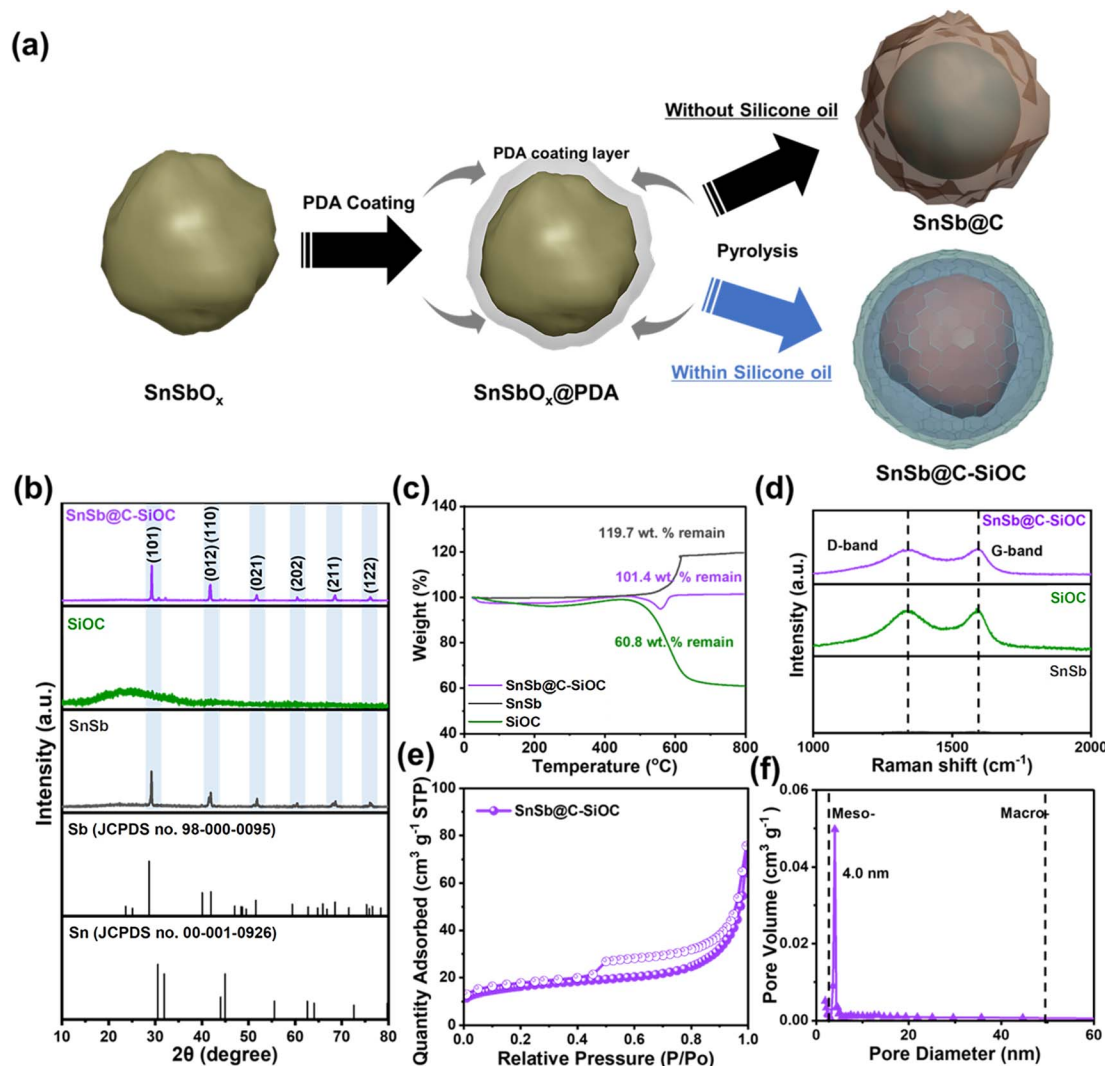 (a)
Without Silicone oil
PDA coating layer
PDA Coating
SnSb@C
Pyrolysis
Within Silicone oil
SnSbOx
SnSbOx@PDA
SnSb@C-SiOC
(b)
SnSb@C-SiOC
(101)
(012)
(110)
(021)
(202)
(211)
(122)
SiOC
SnSb
Sb (JCPDS no. 98-000-0095)
Sn (JCPDS no. 00-001-0926)
Intensity (a.u.)
10 20 30 40 50 60 70 80
2θ (degree)
(c)
140
120
100
80
60
40
Weight (%)
119.7 wt. % remain
101.4 wt. % remain
60.8 wt. % remain
SnSb@C-SiOC
SnSb
SiOC
0 200 400 600 800
Temperature (°C)
(d)
SnSb@C-SiOC
D-band
G-band
SiOC
SnSb
Intensity (a.u.)
1000 1500 2000
Raman shift (cm-1)
(e)
100
80
60
40
20
0
Quantity Adsorbed (cm3 g-1 STP)
SnSb@C-SiOC
0.0 0.2 0.4 0.6 0.8 1.0
Relative Pressure (P/Po)
(f)
0.06
0.04
0.02
0.00
Pore Volume (cm3 g-1)
Meso-
Macro-
4.0 nm
0 20 40 60
Pore Diameter (nm)